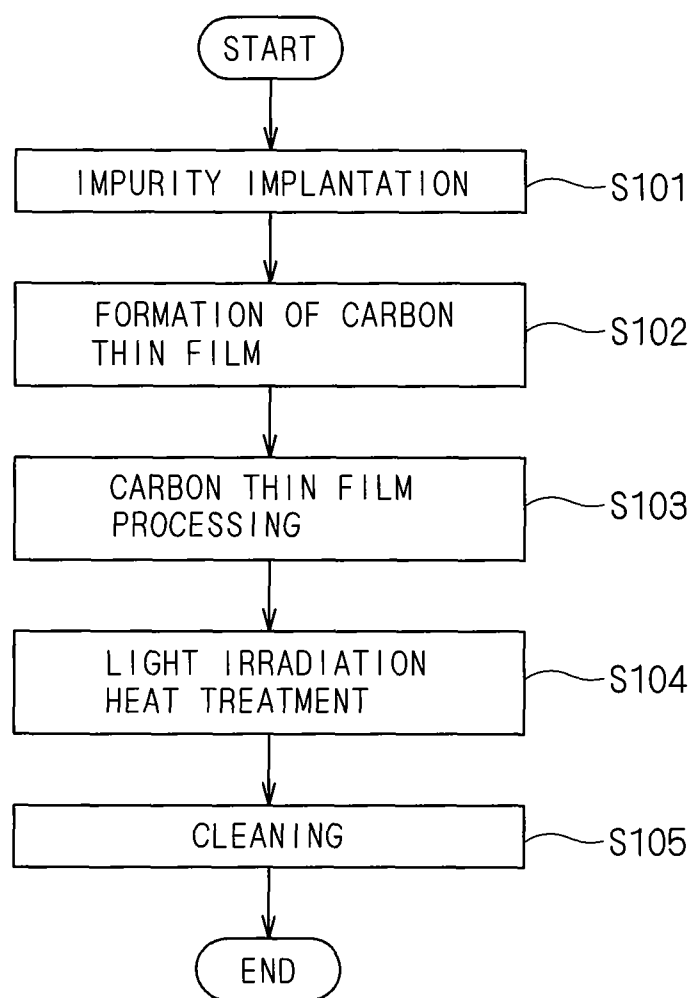 START
IMPURITY IMPLANTATION
S101
FORMATION OF CARBON
THIN FILM
S102
CARBON THIN FILM
PROCESSING
S103
LIGHT IRRADIATION
HEAT TREATMENT
S104
CLEANING
S105
END